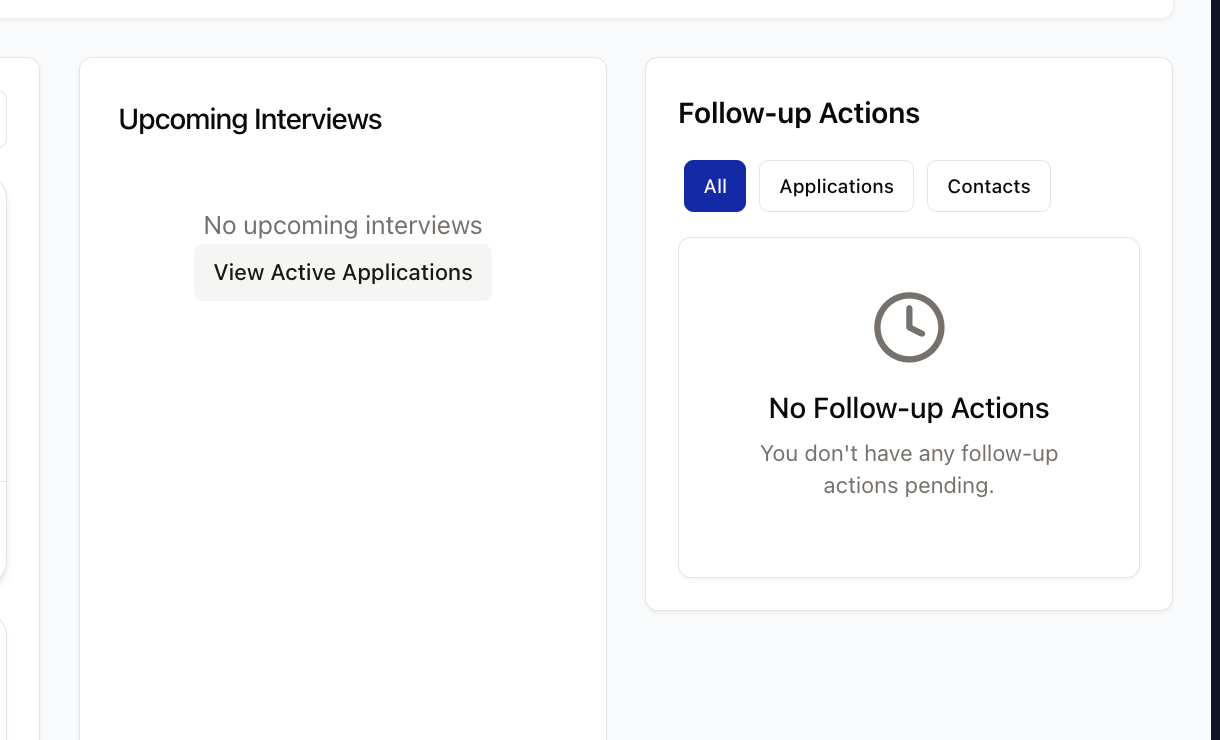 Upcoming Interviews
No upcoming interviews
View Active Applications
Follow-up Actions
All
Applications
Contacts
No Follow-up Actions
You don't have any follow-up
actions pending.